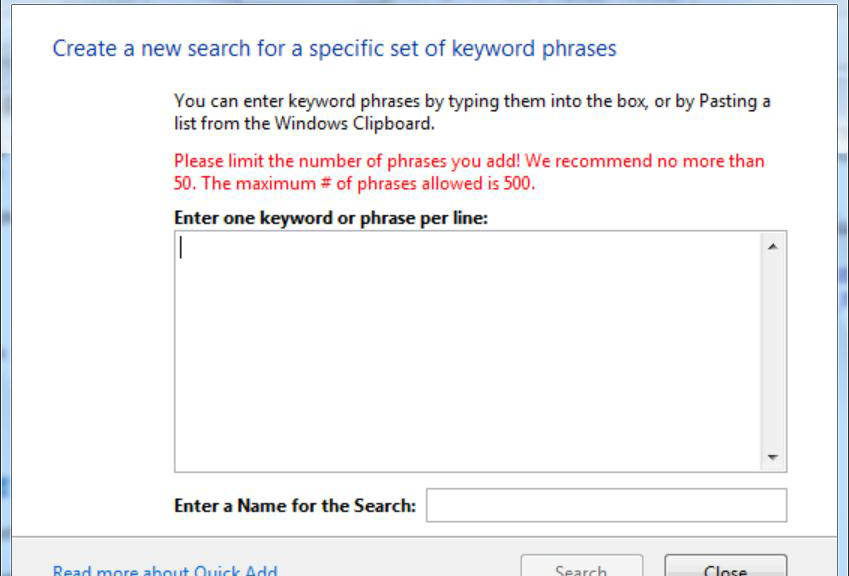 Create a new search for a specific set of keyword phrases
You can enter keyword phrases by typing them into the box, or by Pasting a
list from the Windows Clipboard.
Please limit the number of phrases you add! We recommend no more than
50. The maximum # of phrases allowed is 500.
Enter one keyword or phrase per line:
Enter a Name for the Search:
Read more about Quick Add
Search
Close